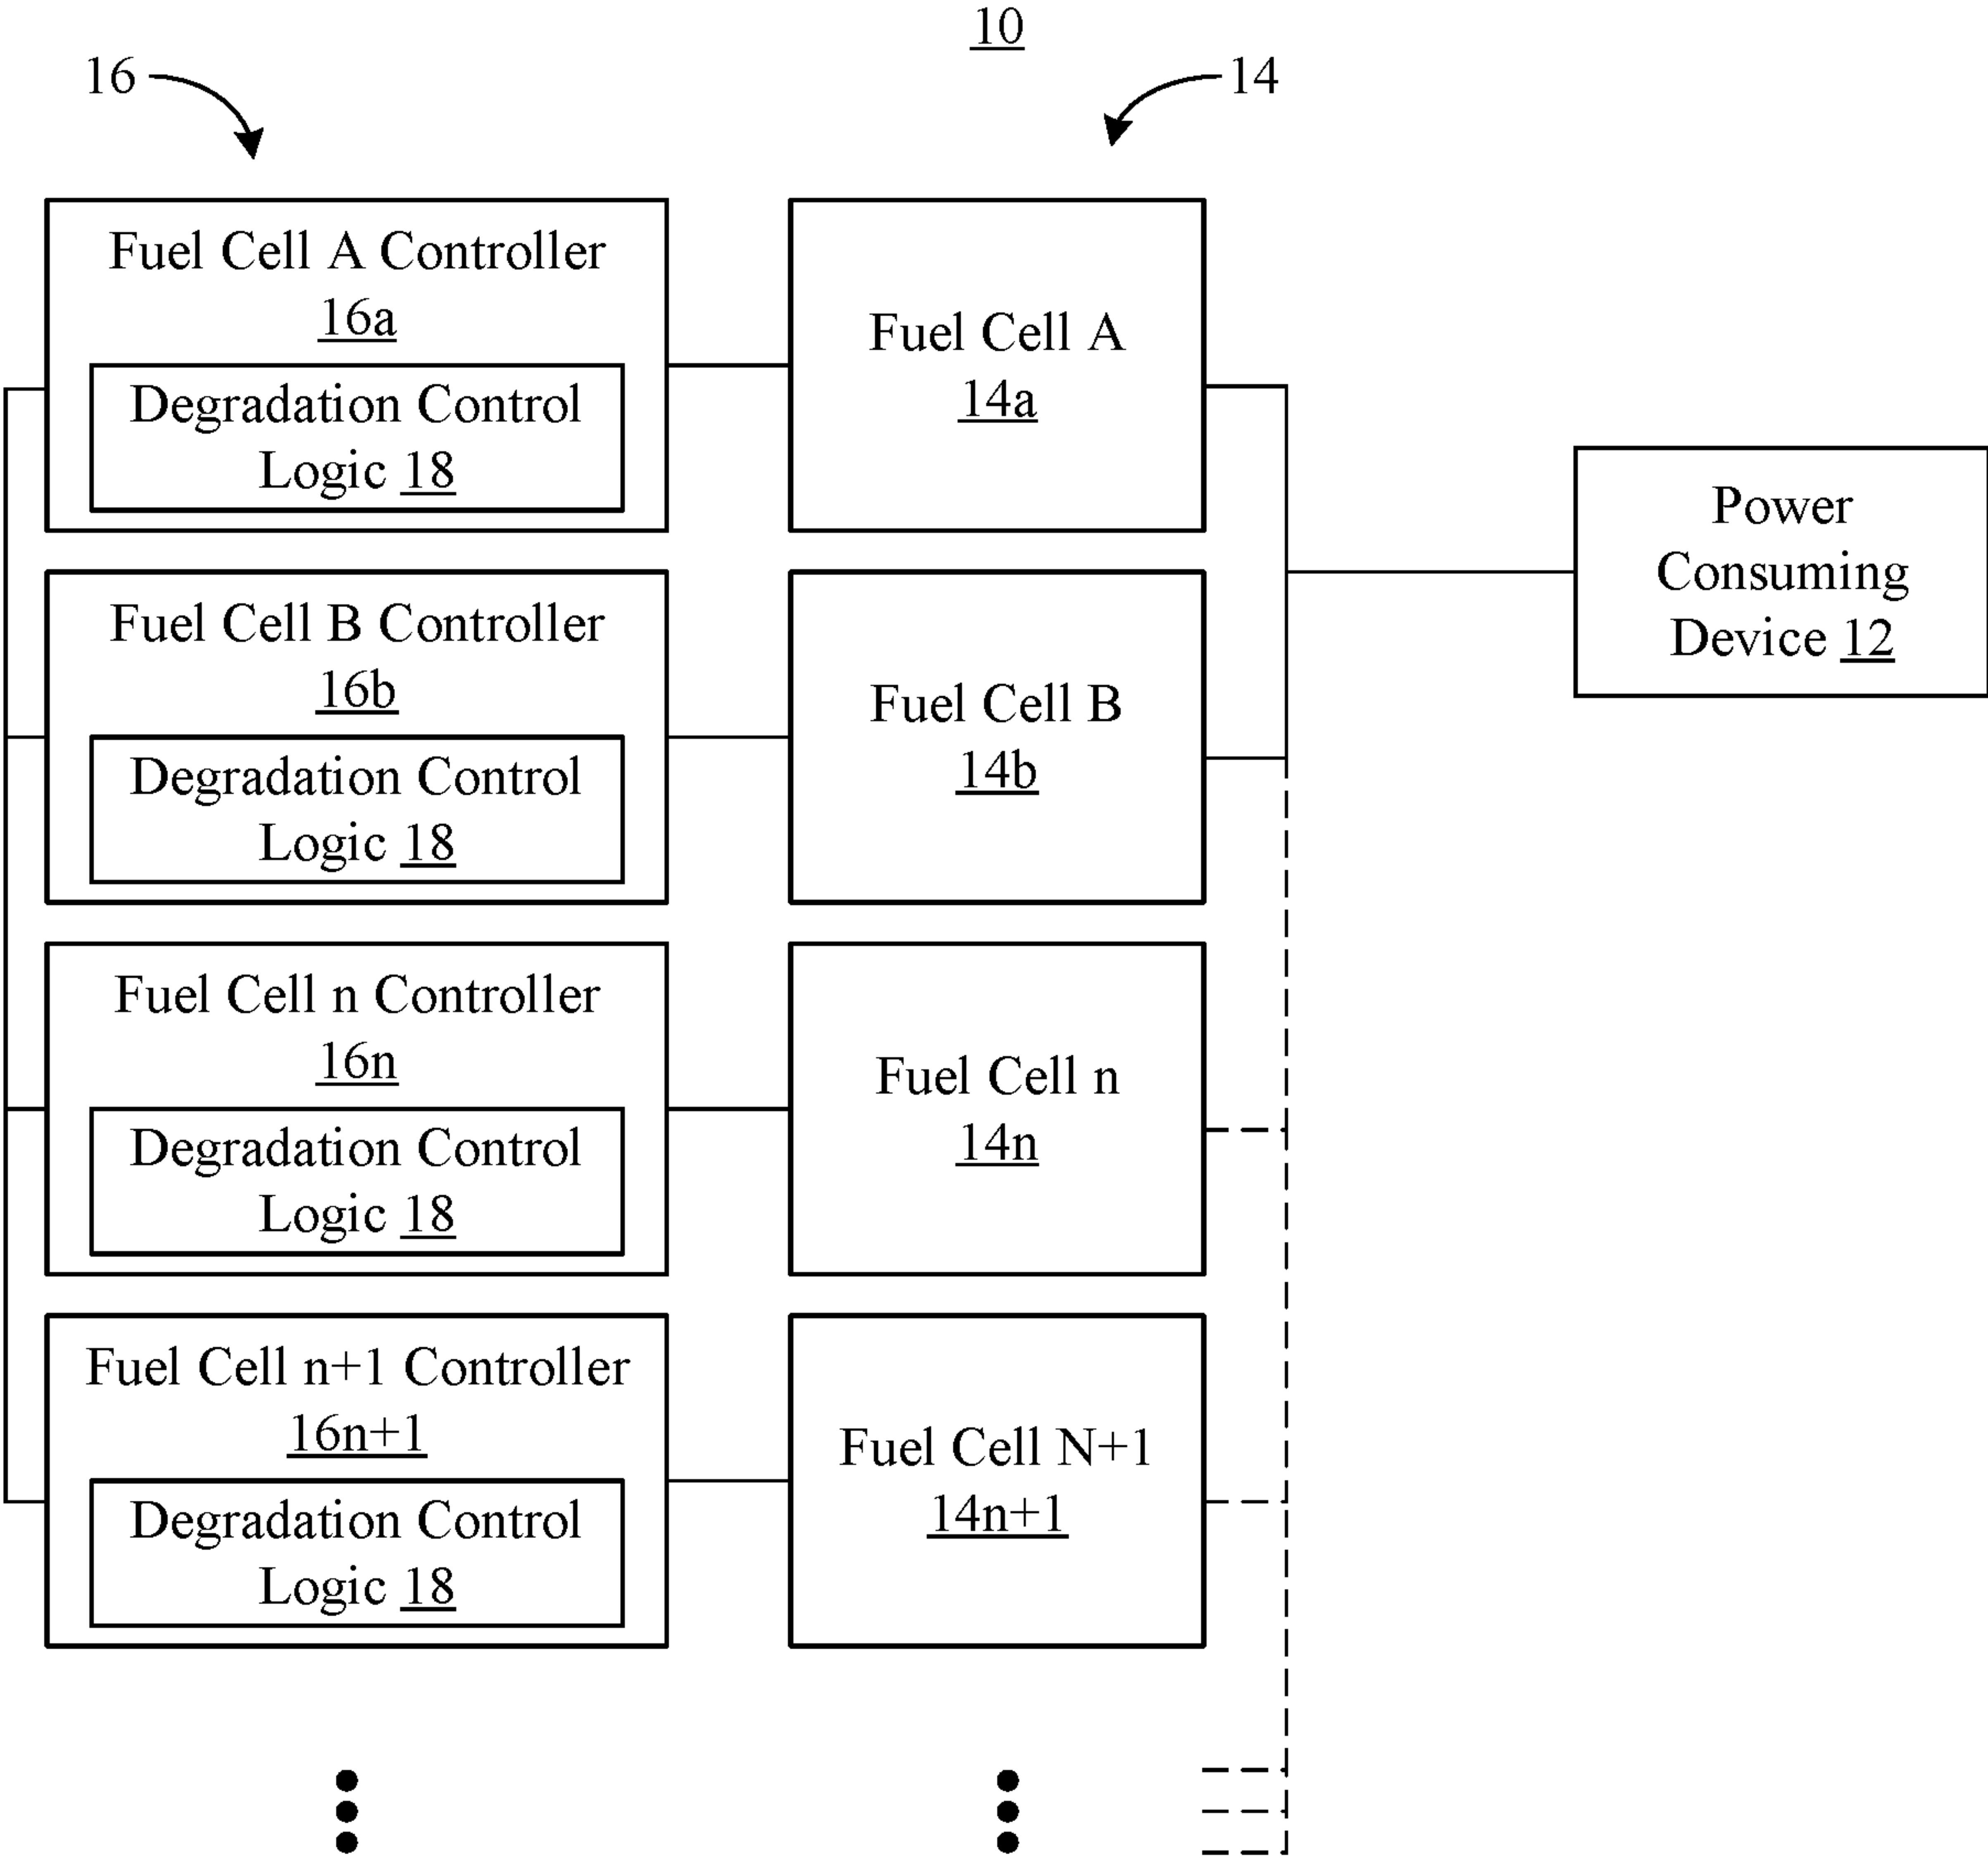 10
16
14
Fuel Cell A Controller
16a
Degradation Control
Logic 18
Fuel Cell A
14a
Power
Consuming
Device 12
Fuel Cell B Controller
16b
Degradation Control
Logic 18
Fuel Cell B
14b
Fuel Cell n Controller
16n
Degradation Control
Logic 18
Fuel Cell n
14n
Fuel Cell n+1 Controller
16n+1
Degradation Control
Logic 18
Fuel Cell N+1
14n+1